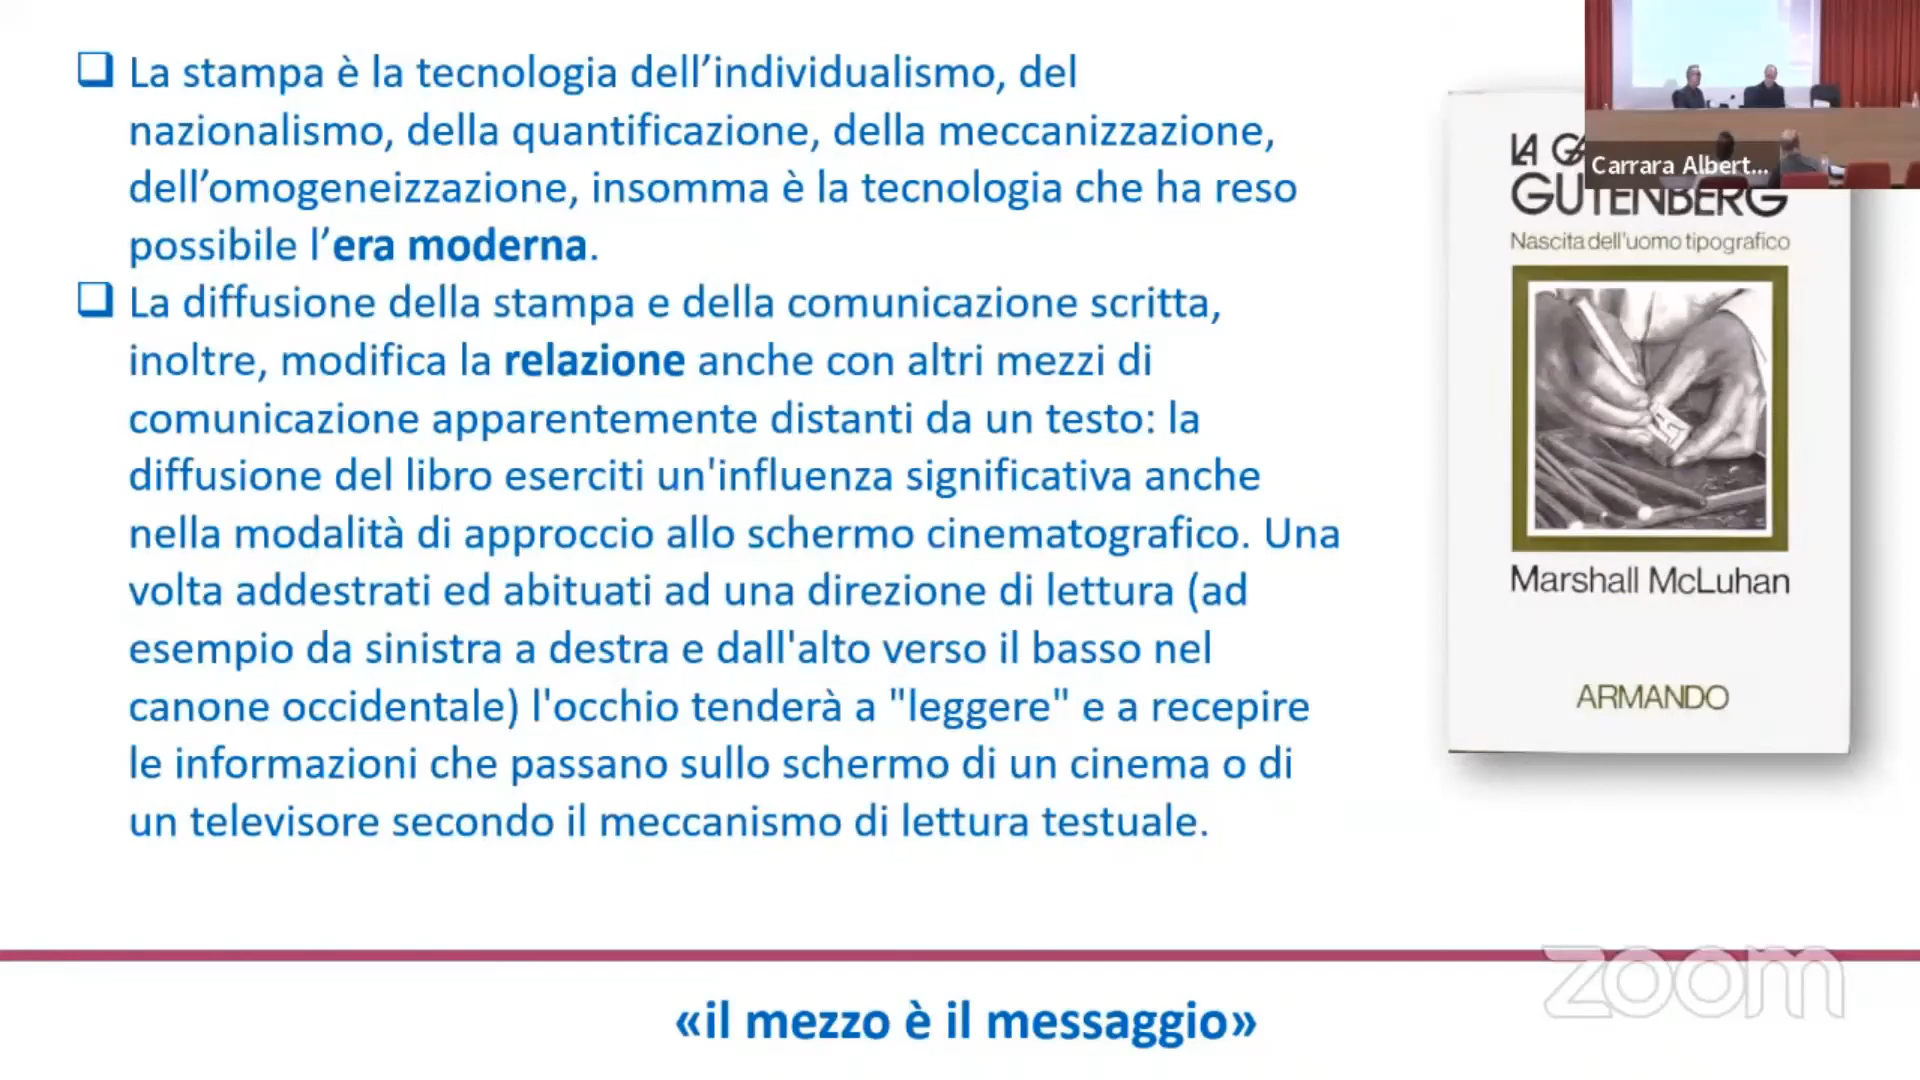 ❑ La stampa è la tecnologia dell’individualismo, del
nazionalismo, della quantificazione, della meccanizzazione,
dell’omogeneizzazione, insomma è la tecnologia che ha reso
possibile l’era moderna.
❑ La diffusione della stampa e della comunicazione scritta,
inoltre, modifica la relazione anche con altri mezzi di
comunicazione apparentemente distanti da un testo: la
diffusione del libro eserciti un'influenza significativa anche
nella modalità di approccio allo schermo cinematografico. Una
volta addestrati ed abituati ad una direzione di lettura (ad
esempio da sinistra a destra e dall'alto verso il basso nel
canone occidentale) l'occhio tenderà a "leggere" e a recepire
le informazioni che passano sullo schermo di un cinema o di
un televisore secondo il meccanismo di lettura testuale.
Carrara Albert...
LA
GUTENBERG
Nascita dell'uomo tipografico
Marshall McLuhan
ARMANDO
zoom
«il mezzo è il messaggio»